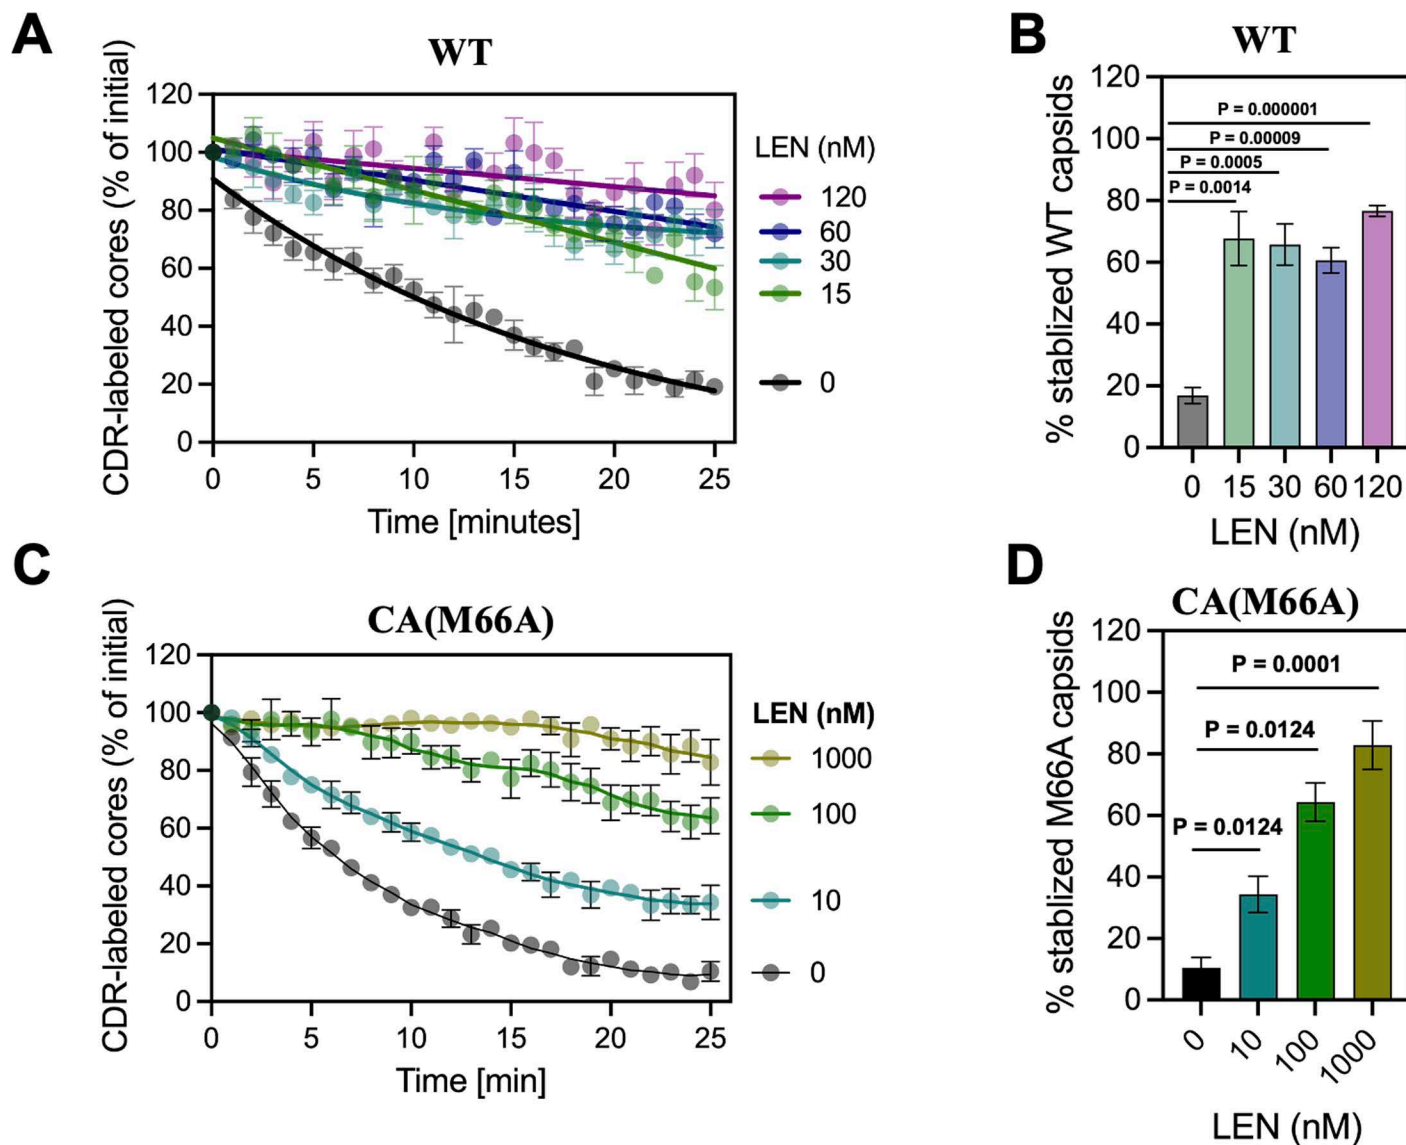 A
WT
CDR-labeled cores (% of initial)
120
100
80
60
40
20
0
0 5 10 15 20 25
Time [minutes]
LEN (nM)
120
60
30
15
0
B
WT
% stablized WT capsids
120
100
80
60
40
20
0
P = 0.000001
P = 0.00009
P = 0.0005
P = 0.0014
0 15 30 60 120
LEN (nM)
C
CA(M66A)
CDR-labeled cores (% of initial)
120
100
80
60
40
20
0
0 5 10 15 20 25
Time [min]
LEN (nM)
1000
100
10
0
D
CA(M66A)
% stablized M66A capsids
120
100
80
60
40
20
0
P = 0.0001
P = 0.0124
P = 0.0124
0 10 100 1000
LEN (nM)